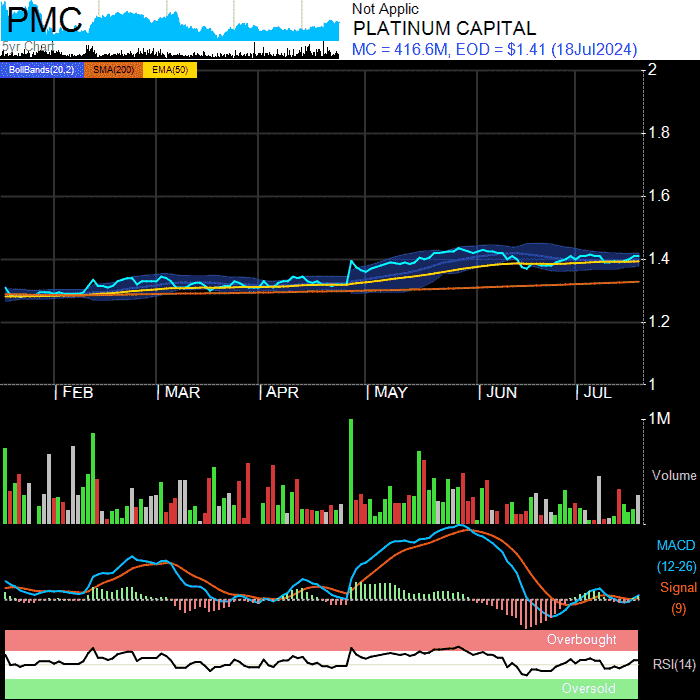 PMC
5yr Chart
Not Applic
PLATINUM CAPITAL
MC = 416.6M, EOD = $1.41 (18Jul2024)
BollBands(20,2) SMA(200) EMA(50)
2
1.8
1.6
1.4
1.2
1
| FEB | MAR | APR | MAY | JUN | JUL
1M
Volume
MACD
(12-26)
Signal
(9)
Overbought
RSI(14)
Oversold